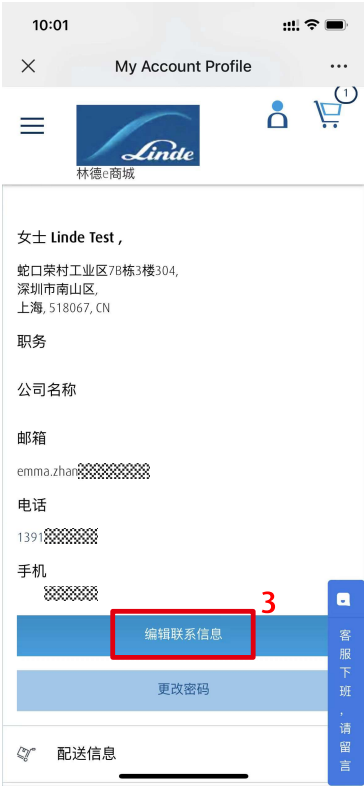 10:01
My Account Profile
1
Linde
林德e商城
女士 Linde Test ,
蛇口荣村工业区7B栋3楼304,
深圳市南山区,
上海, 518067, CN
职务
公司名称
邮箱
emma.zhan
电话
1391
手机
3
编辑联系信息
更改密码
客服下班，请留言
配送信息